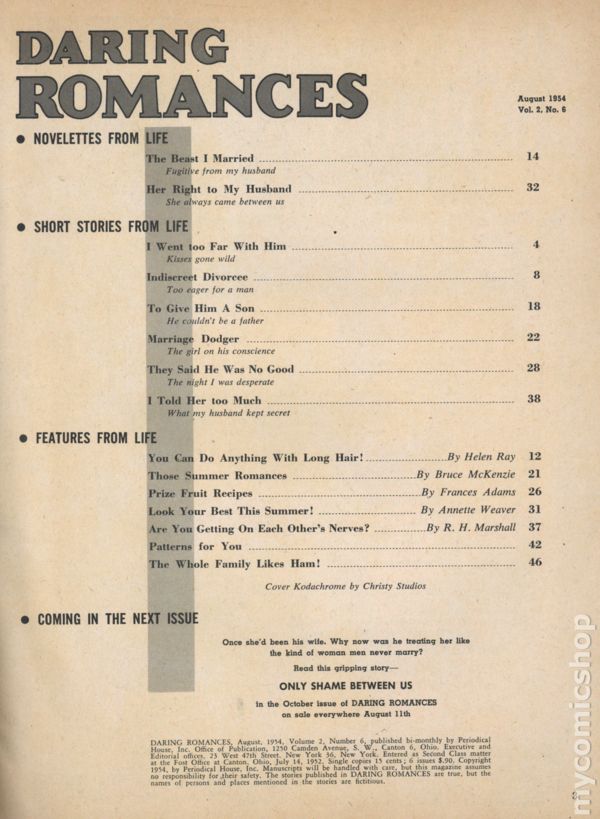 DARING
ROMANCES
August 1954
Vol. 2, No. 6
● NOVELETTES FROM LIFE
The Beast I Married ........ 14
Fugitive from my husband
Her Right to My Husband ........ 32
She always came between us
● SHORT STORIES FROM LIFE
I Went too Far With Him ........ 4
Kisses gone wild
Indiscreet Divorcee ........ 8
Too eager for a man
To Give Him A Son ........ 18
He couldn't be a father
Marriage Dodger ........ 22
The girl on his conscience
They Said He Was No Good ........ 28
The night I was desperate
I Told Her too Much ........ 38
What my husband kept secret
● FEATURES FROM LIFE
You Can Do Anything With Long Hair! ........ By Helen Ray 12
Those Summer Romances ........ By Bruce McKenzie 21
Prize Fruit Recipes ........ By Frances Adams 26
Look Your Best This Summer! ........ By Annette Weaver 31
Are You Getting On Each Other's Nerves? ........ By R. H. Marshall 37
Patterns for You ........ 42
The Whole Family Likes Ham! ........ 46
Cover Kodachrome by Christy Studios
● COMING IN THE NEXT ISSUE
Once she'd been his wife. Why now was he treating her like
the kind of woman men never marry?
Read this gripping story—
ONLY SHAME BETWEEN US
in the October issue of DARING ROMANCES
on sale everywhere August 11th
DARING ROMANCES, August, 1954, Volume 2, Number 6, published bi-monthly by Periodical
House, Inc. Office of Publication, 1250 Camden Avenue, S. W., Canton 6, Ohio. Executive and
Editorial offices, 23 West 47th Street, New York 36, New York. Entered as Second Class matter
at the Post Office at Canton, Ohio, July 14, 1952. Single copies 15 cents; 6 issues $.90. Copyright
1954, by Periodical House, Inc. Manuscripts will be handled with care, but this magazine assumes
no responsibility for their safety. The stories published in DARING ROMANCES are true, but the
names of persons and places mentioned in the stories are fictitious.
3
mycomicshop